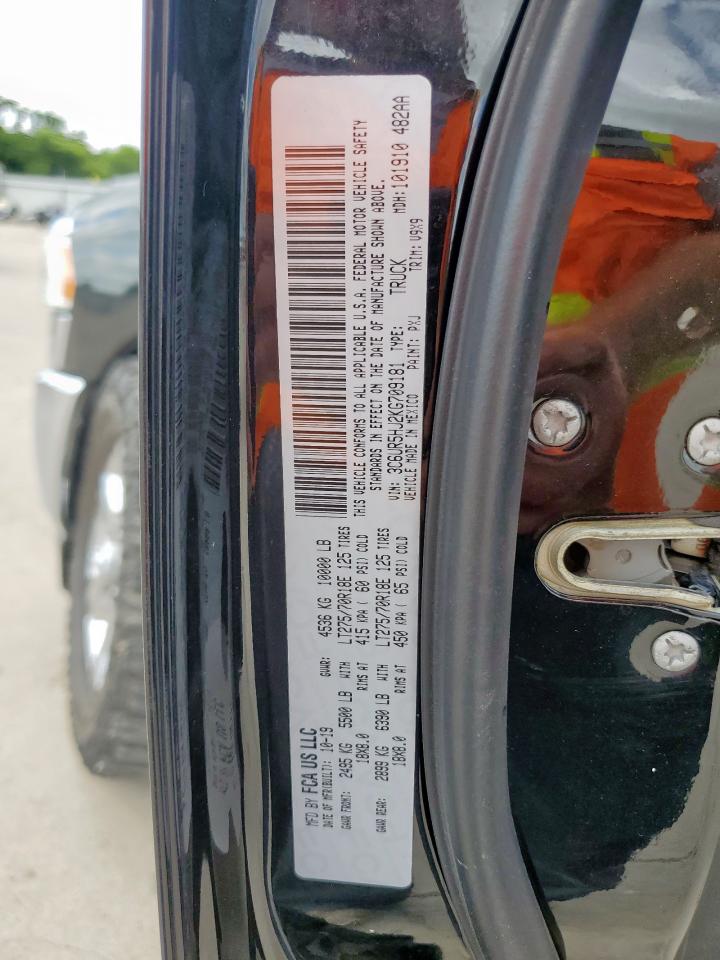 MFD BY FCA US LLC
DATE OF MFR(BUILT): 10-19 GVWR: 4536 KG 10000 LB
GAWR FRONT: 2495 KG 5500 LB WITH LT275/70R18E 125 TIRES
18X8.0 RIMS AT 415 KPA ( 60 PSI) COLD
GAWR REAR: 2899 KG 6390 LB WITH LT275/70R18E 125 TIRES
18X8.0 RIMS AT 450 KPA ( 65 PSI) COLD
THIS VEHICLE CONFORMS TO ALL APPLICABLE U.S.A. FEDERAL MOTOR VEHICLE SAFETY
STANDARDS IN EFFECT ON THE DATE OF MANUFACTURE SHOWN ABOVE.
VIN: 3C6UR5HJ2KG709181 TYPE: TRUCK MDH:101910 482AA
VEHICLE MADE IN MEXICO PAINT: PXJ TRIM: V9X9